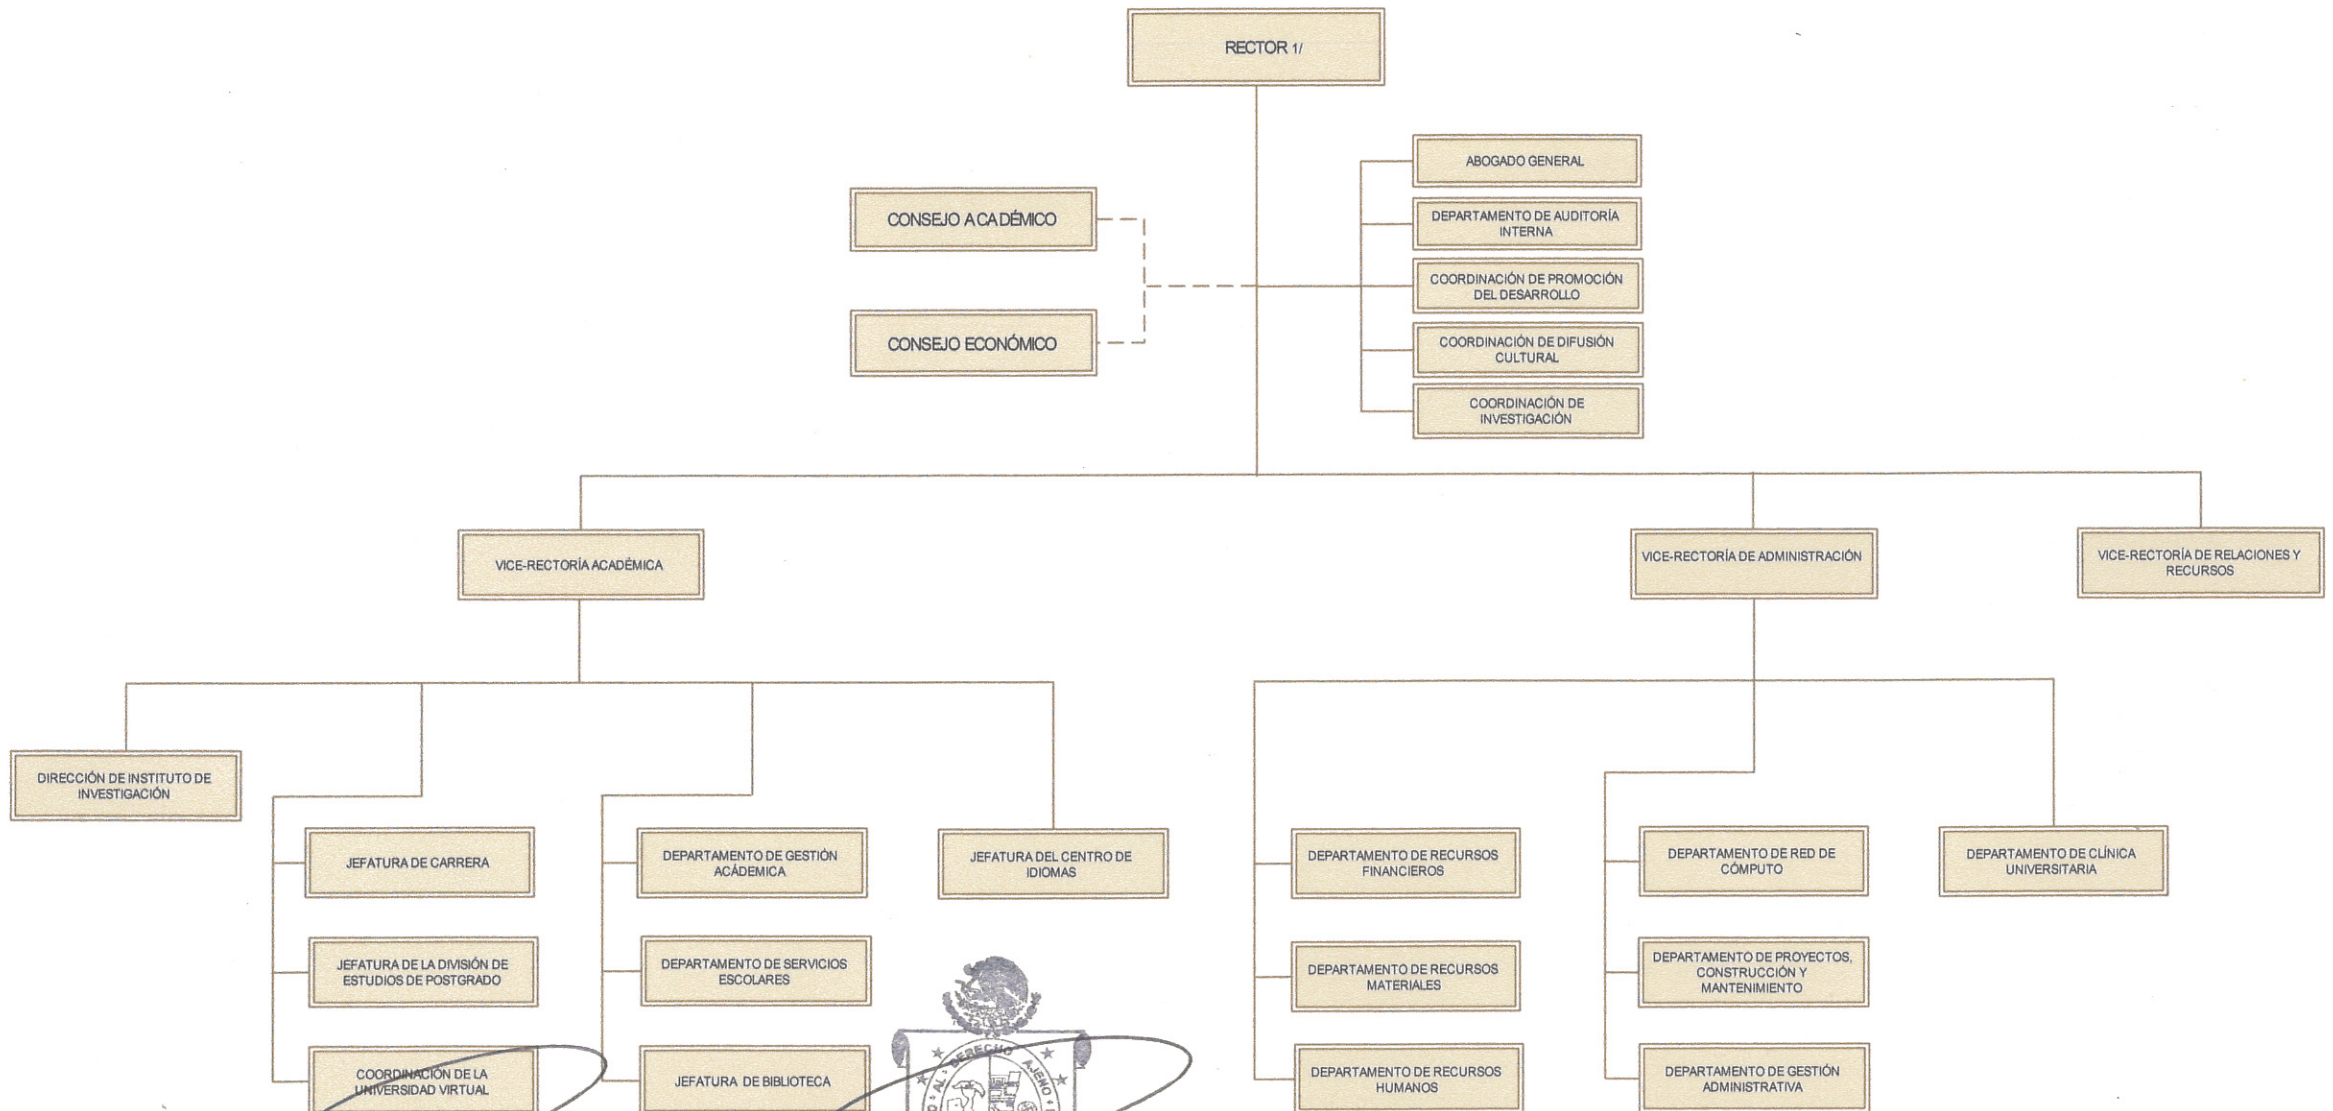 RECTOR 1/
ABOGADO GENERAL
CONSEJO ACADÉMICO
DEPARTAMENTO DE AUDITORÍA
INTERNA
COORDINACIÓN DE PROMOCIÓN
DEL DESARROLLO
CONSEJO ECONÓMICO
COORDINACIÓN DE DIFUSIÓN
CULTURAL
COORDINACIÓN DE
INVESTIGACIÓN
VICE-RECTORÍA ACADÉMICA
VICE-RECTORÍA DE ADMINISTRACIÓN
VICE-RECTORÍA DE RELACIONES Y
RECURSOS
DIRECCIÓN DE INSTITUTO DE
INVESTIGACIÓN
JEFATURA DE CARRERA
DEPARTAMENTO DE GESTIÓN
ACÁDEMICA
JEFATURA DEL CENTRO DE
IDIOMAS
DEPARTAMENTO DE RECURSOS
FINANCIEROS
DEPARTAMENTO DE RED DE
CÓMPUTO
DEPARTAMENTO DE CLÍNICA
UNIVERSITARIA
JEFATURA DE LA DIVISIÓN DE
ESTUDIOS DE POSTGRADO
DEPARTAMENTO DE SERVICIOS
ESCOLARES
DEPARTAMENTO DE RECURSOS
MATERIALES
DEPARTAMENTO DE PROYECTOS,
CONSTRUCCIÓN Y
MANTENIMIENTO
COORDINACIÓN DE LA
UNIVERSIDAD VIRTUAL
JEFATURA DE BIBLIOTECA
AL DERECHO AJENO
DEPARTAMENTO DE RECURSOS
HUMANOS
DEPARTAMENTO DE GESTIÓN
ADMINISTRATIVA